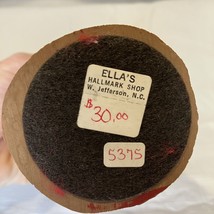 ELLA'S
HALLMARK SHOP
W. Jefferson, N.C.
$30.00
5375